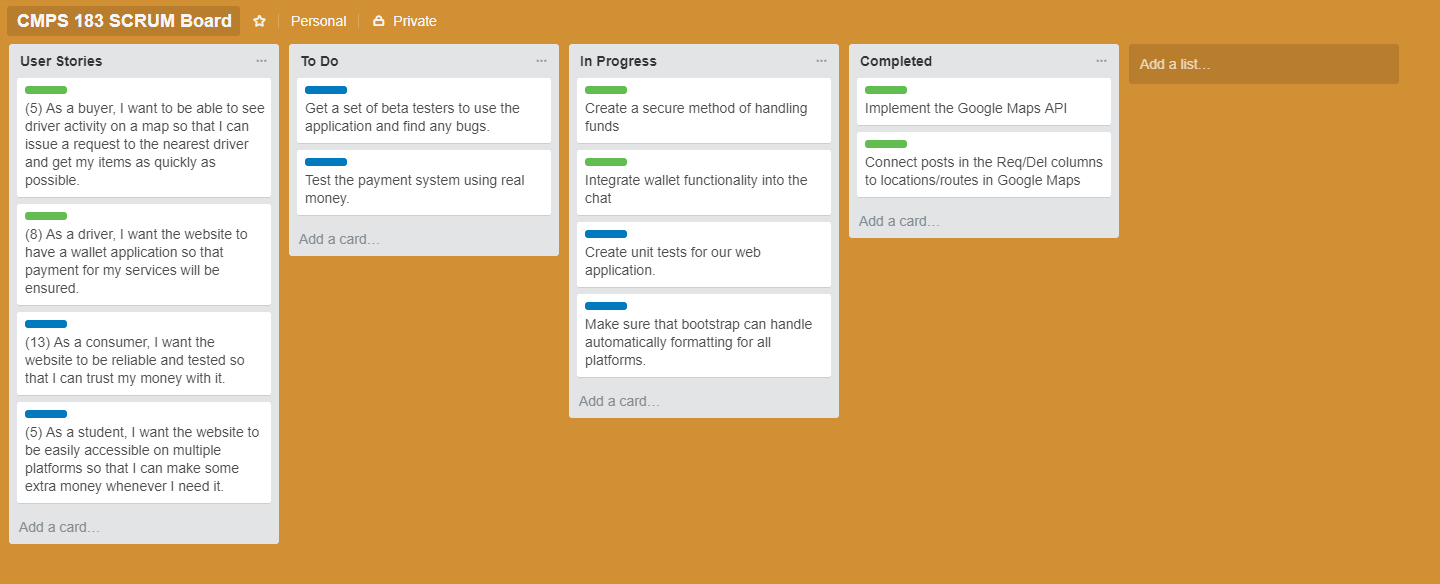 CMPS 183 SCRUM Board
Personal
Private
User Stories
(5) As a buyer, I want to be able to see
driver activity on a map so that I can
issue a request to the nearest driver
and get my items as quickly as
possible.
(8) As a driver, I want the website to
have a wallet application so that
payment for my services will be
ensured.
(13) As a consumer, I want the
website to be reliable and tested so
that I can trust my money with it.
(5) As a student, I want the website to
be easily accessible on multiple
platforms so that I can make some
extra money whenever I need it.
Add a card…
To Do
Get a set of beta testers to use the
application and find any bugs.
Test the payment system using real
money.
Add a card…
In Progress
Create a secure method of handling
funds
Integrate wallet functionality into the
chat
Create unit tests for our web
application.
Make sure that bootstrap can handle
automatically formatting for all
platforms.
Add a card…
Completed
Implement the Google Maps API
Connect posts in the Req/Del columns
to locations/routes in Google Maps
Add a card…
Add a list…